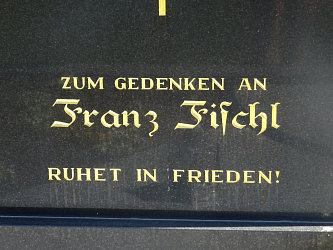 ZUM GEDENKEN AN
Franz Fiſchl
RUHET IN FRIEDEN!